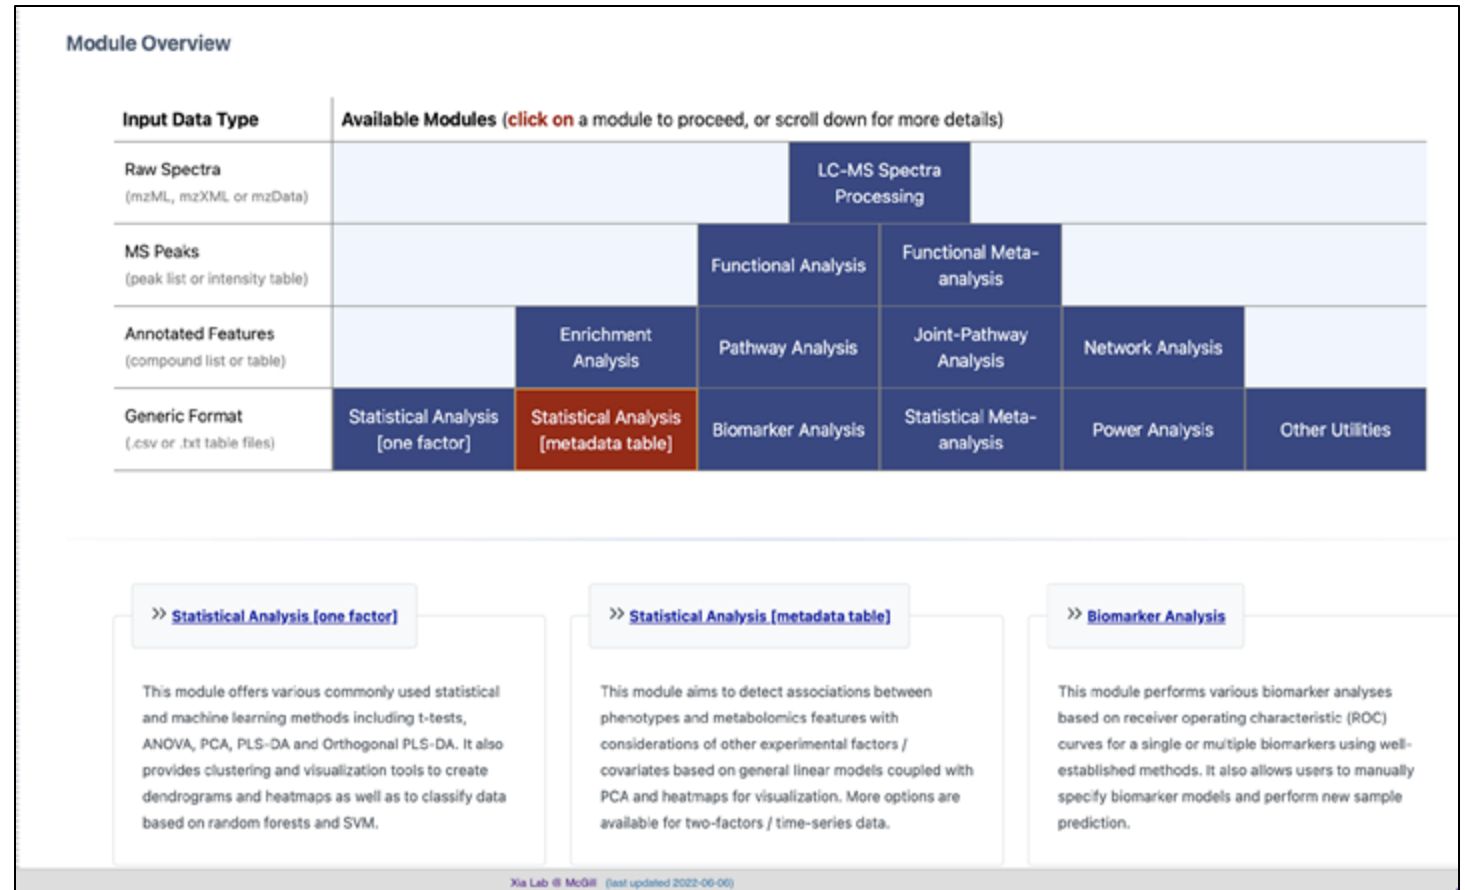 Module Overview
Input Data Type
Available Modules (click on a module to proceed, or scroll down for more details)
Raw Spectra
(mzML, mzXML or mzData)
LC-MS Spectra
Processing
MS Peaks
(peak list or intensity table)
Functional Analysis
Functional Meta-
analysis
Annotated Features
(compound list or table)
Enrichment
Analysis
Pathway Analysis
Joint-Pathway
Analysis
Network Analysis
Generic Format
(.csv or .txt table files)
Statistical Analysis
[one factor]
Statistical Analysis
[metadata table]
Biomarker Analysis
Statistical Meta-
analysis
Power Analysis
Other Utilities
>> Statistical Analysis [one factor]
This module offers various commonly used statistical
and machine learning methods including t-tests,
ANOVA, PCA, PLS-DA and Orthogonal PLS-DA. It also
provides clustering and visualization tools to create
dendrograms and heatmaps as well as to classify data
based on random forests and SVM.
>> Statistical Analysis [metadata table]
This module aims to detect associations between
phenotypes and metabolomics features with
considerations of other experimental factors /
covariates based on general linear models coupled with
PCA and heatmaps for visualization. More options are
available for two-factors / time-series data.
>> Biomarker Analysis
This module performs various biomarker analyses
based on receiver operating characteristic (ROC)
curves for a single or multiple biomarkers using well-
established methods. It also allows users to manually
specify biomarker models and perform new sample
prediction.
Xia Lab @ McGill (last updated 2022-06-06)